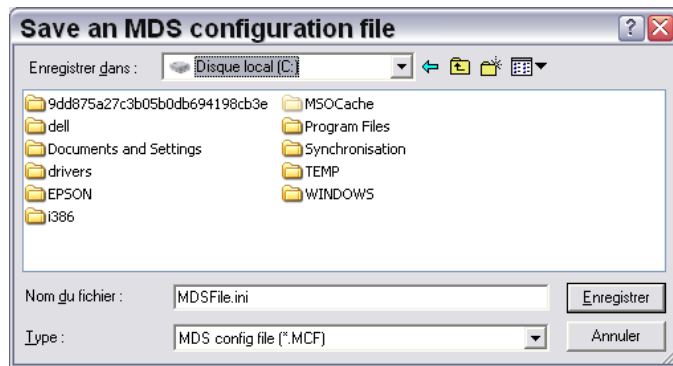 Save an MDS configuration file
Enregistrer dans :
Disque local (C:)
9dd875a27c3b05b0db694198cb3e
dell
Documents and Settings
drivers
EPSON
i386
MSOCache
Program Files
Synchronisation
TEMP
WINDOWS
Nom du fichier :
MDSFile.ini
Enregistrer
Type :
MDS config file (*.MCF)
Annuler